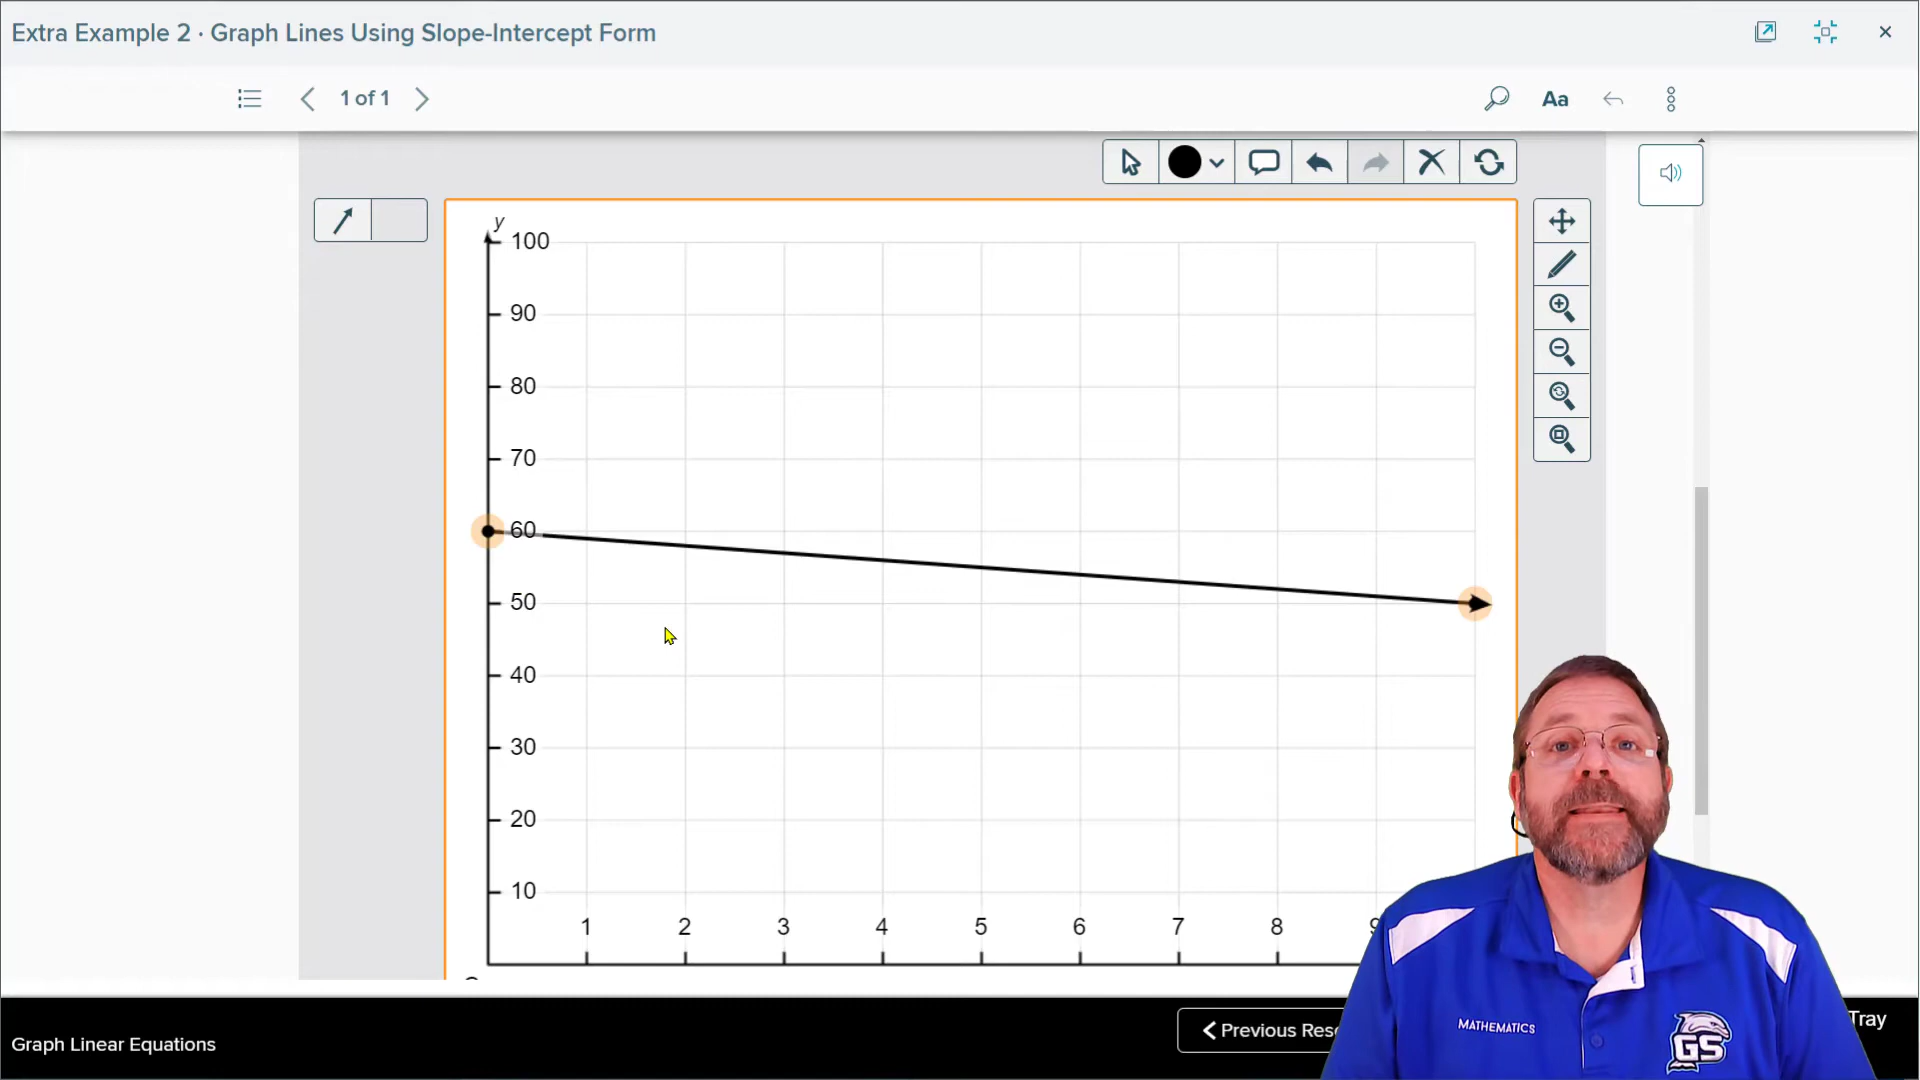 Extra Example 2 · Graph Lines Using Slope-Intercept Form
1 of 1
Aa
y
100
90
80
70
60
50
40
30
20
10
1 2 3 4 5 6 7 8
MATHEMATICS
GS
Previous
Tray
Graph Linear Equations